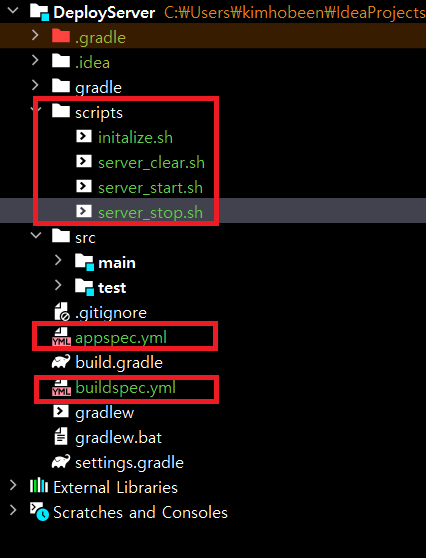 DeployServer C:₩Users₩kimhobeen₩IdeaProjects
.gradle
.idea
gradle
scripts
initalize.sh
server_clear.sh
server_start.sh
server_stop.sh
src
main
test
.gitignore
YML appspec.yml
build.gradle
YML buildspec.yml
gradlew
gradlew.bat
settings.gradle
External Libraries
Scratches and Consoles